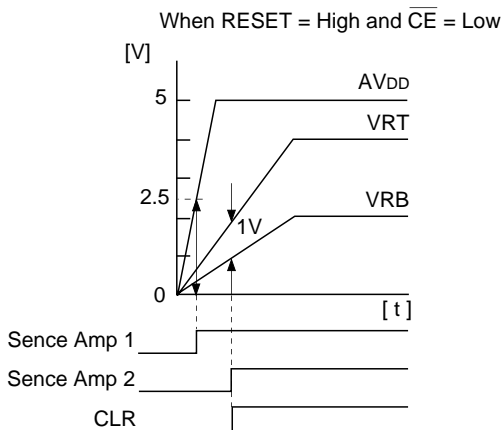 When RESET = High and CE = Low
[V]
5
AVDD
VRT
2.5
VRB
1V
0
[ t ]
Sence Amp 1
Sence Amp 2
CLR